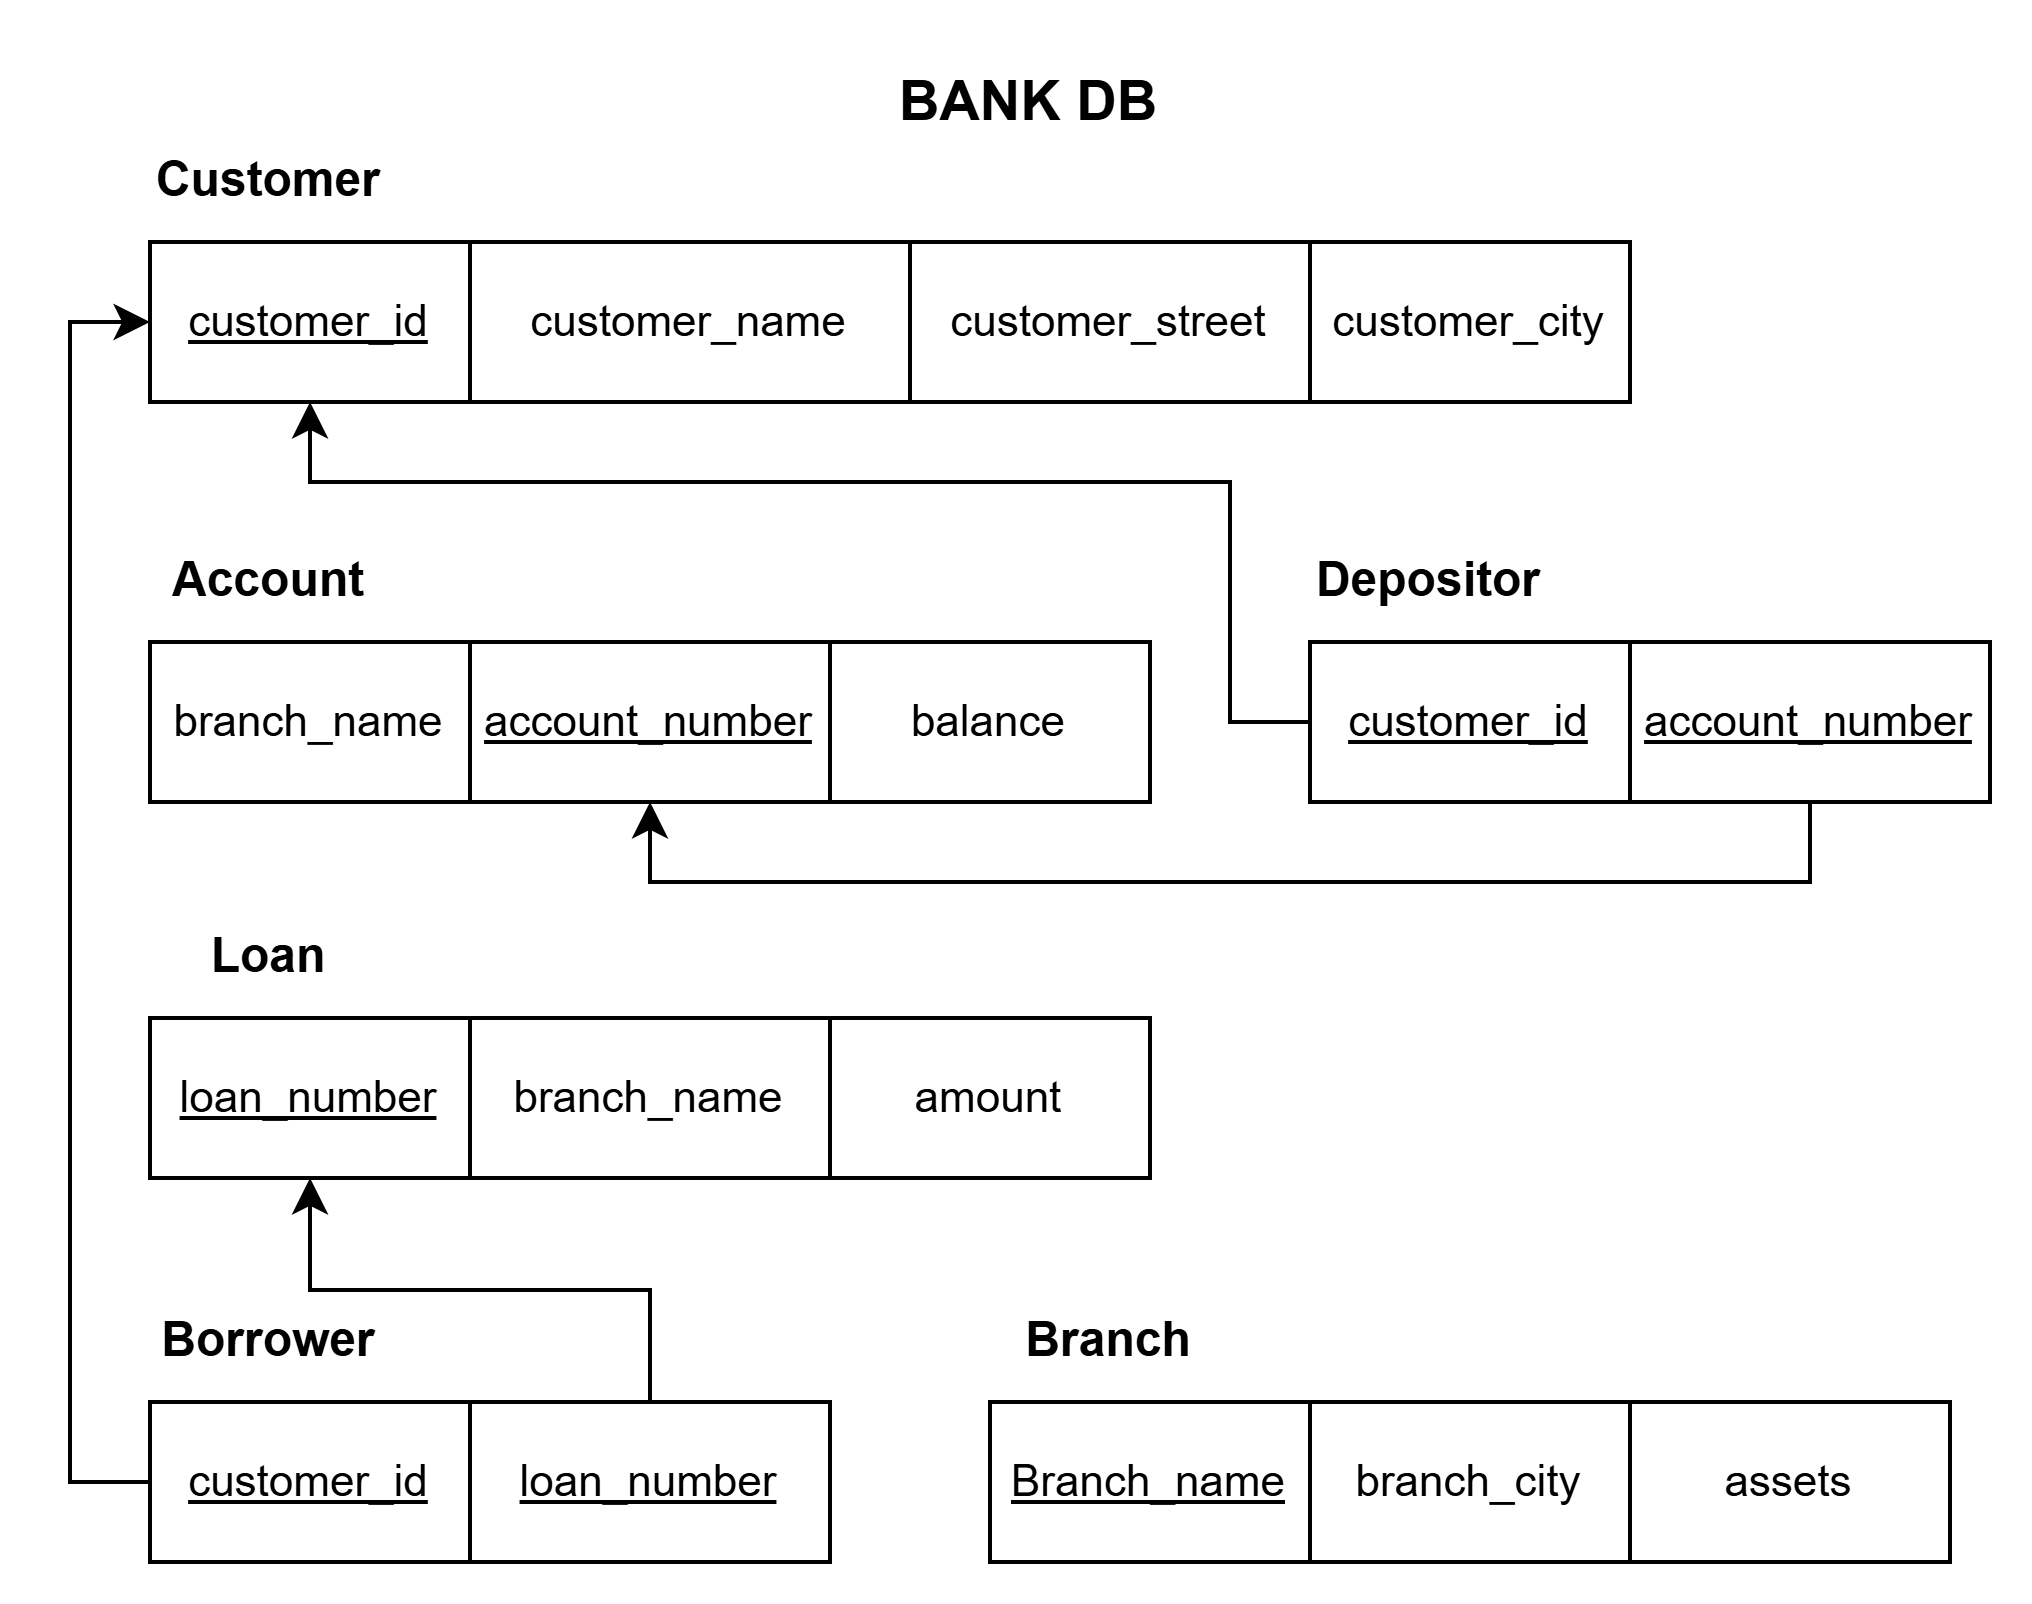 BANK DB
Customer
customer_id customer_name customer_street customer_city
Account
Depositor
branch_name account_number balance
customer_id account_number
Loan
loan_number branch_name amount
Borrower
Branch
customer_id loan_number
Branch_name branch_city assets